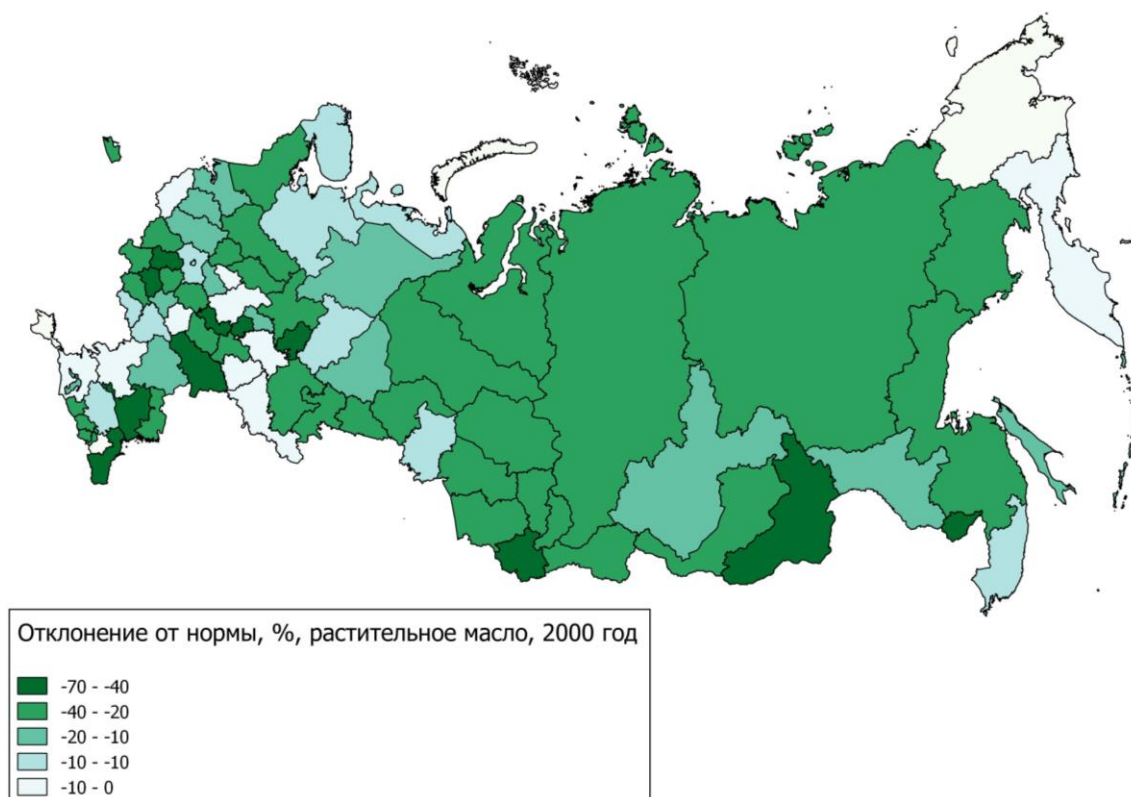 Отклонение от нормы, %, растительное масло, 2000 год
-70 - -40
-40 - -20
-20 - -10
-10 - -10
-10 - 0